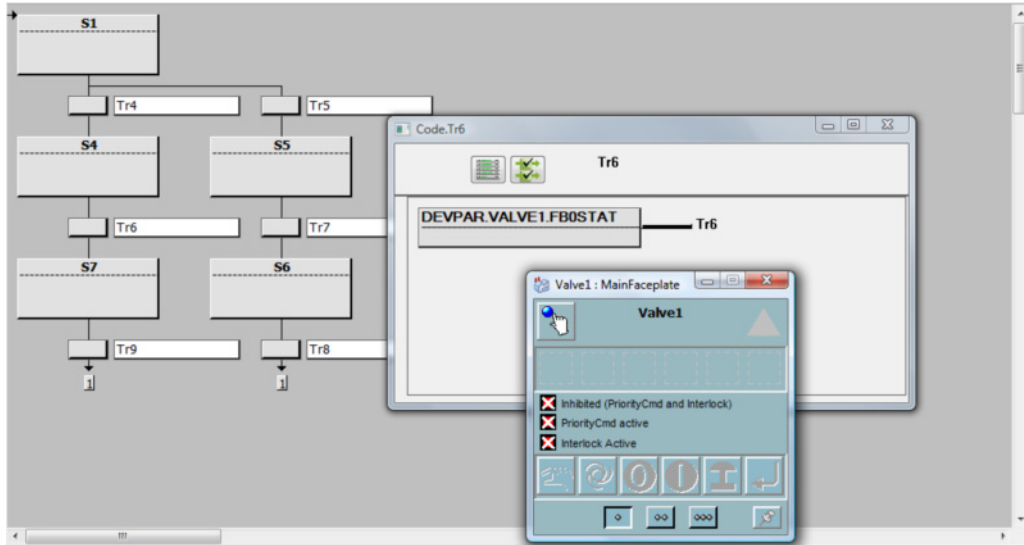 S1
Tr4
Tr5
S4
S5
Tr6
Tr7
S7
S6
Tr9
Tr8
1
1
Code.Tr6
Tr6
DEVPAR.VALVE1.FB0STAT
Tr6
Valve1 : MainFaceplate
Valve1
Inhibited (PriorityCmd and Interlock)
PriorityCmd active
Interlock Active